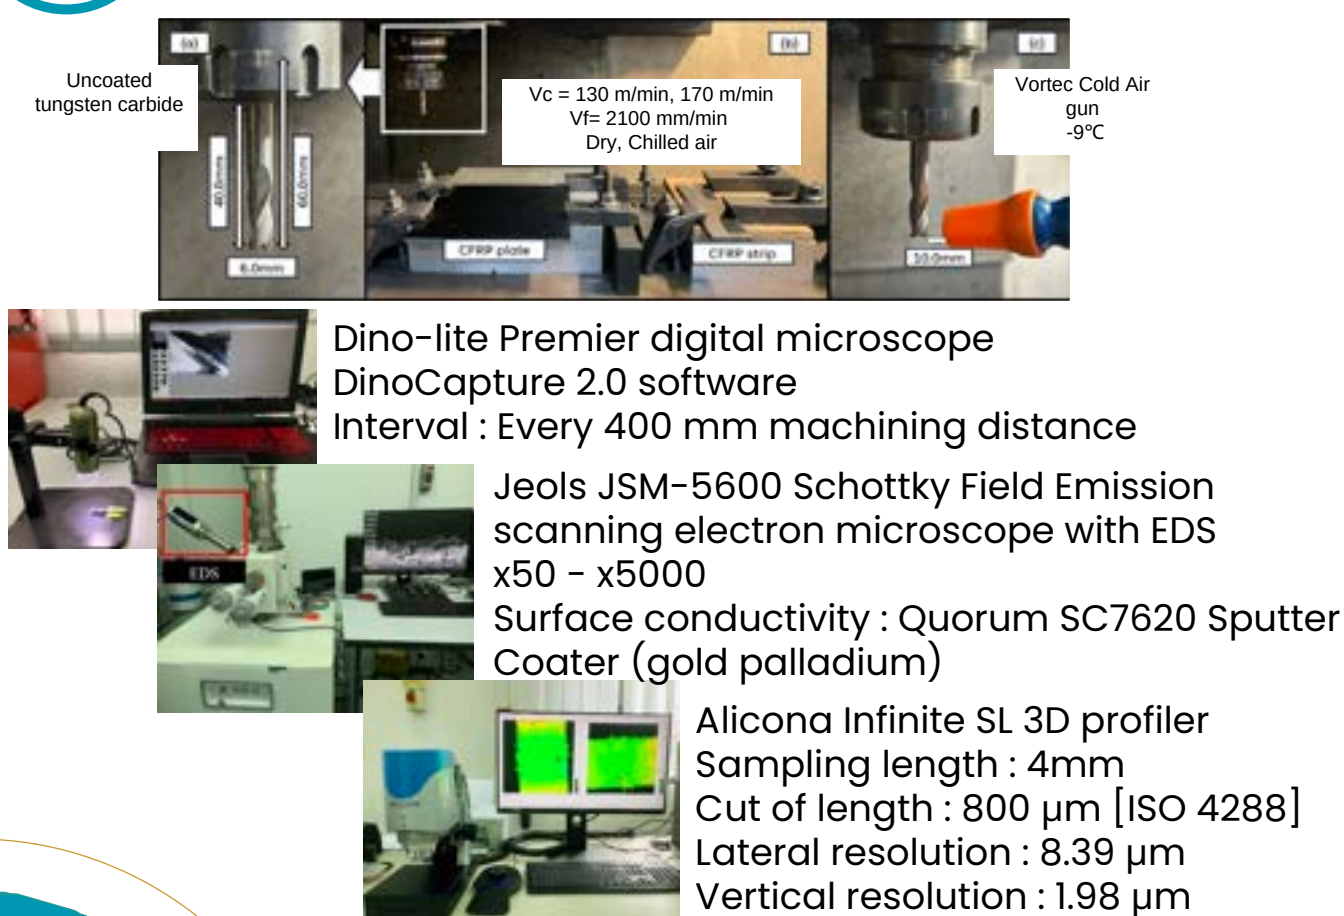 (a)
(b)
(c)
Uncoated
tungsten carbide
Vc = 130 m/min, 170 m/min
Vf= 2100 mm/min
Dry, Chilled air
Vortec Cold Air
gun
-9℃
40.0mm
60.0mm
6.0mm
CFRP plate
CFRP strip
10.0mm
Dino-lite Premier digital microscope
DinoCapture 2.0 software
Interval : Every 400 mm machining distance
EDS
Jeols JSM-5600 Schottky Field Emission
scanning electron microscope with EDS
x50 - x5000
Surface conductivity : Quorum SC7620 Sputter
Coater (gold palladium)
Alicona Infinite SL 3D profiler
Sampling length : 4mm
Cut of length : 800 µm [ISO 4288]
Lateral resolution : 8.39 µm
Vertical resolution : 1.98 µm